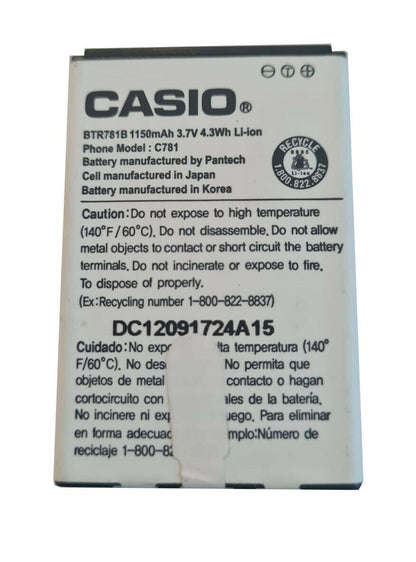 ⊖ Ⓣ ⊕
CASIO®
BTR781B 1150mAh 3.7V 4.3Wh Li-ion
Phone Model : C781
Battery manufactured by Pantech
Cell manufactured in Japan
Battery manufactured in Korea
RECYCLE
Li-ion
1.800.822.8837
Caution: Do not expose to high temperature
(140°F/60°C). Do not disassemble. Do not allow
metal objects to contact or short circuit the battery
terminals. Do not incinerate or expose to fire.
To dispose of properly.
(Ex: Recycling number 1-800-822-8837)
DC12091724A15
Cuidado: No exp lta temperatura (140°
F/60°C). No des . No Permitan que
objetos de metal contacto o hagan
cortocircuito con ales de la batería.
No incinere ni ex uego. Para eliminar
en forma adecuac emplo: Número de
reciclaje 1-800-82